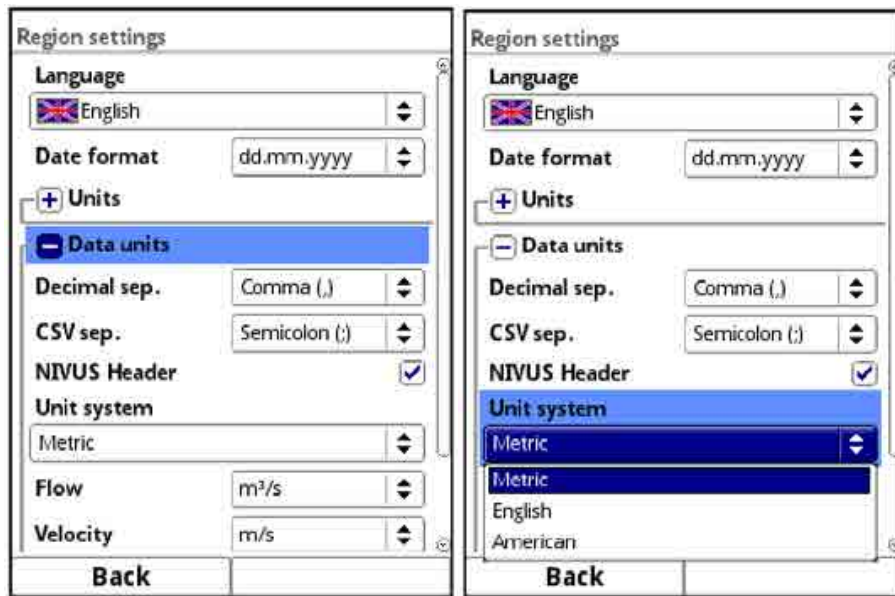 Region settings
Language
English
Date format dd.mm.yyyy
Units
Data units
Decimal sep. Comma (,)
CSV sep. Semicolon (;)
NIVUS Header
Unit system
Metric
Flow m³/s
Velocity m/s
Back
Region settings
Language
English
Date format dd.mm.yyyy
Units
Data units
Decimal sep. Comma (,)
CSV sep. Semicolon (;)
NIVUS Header
Unit system
Metric
Metric
English
American
Back